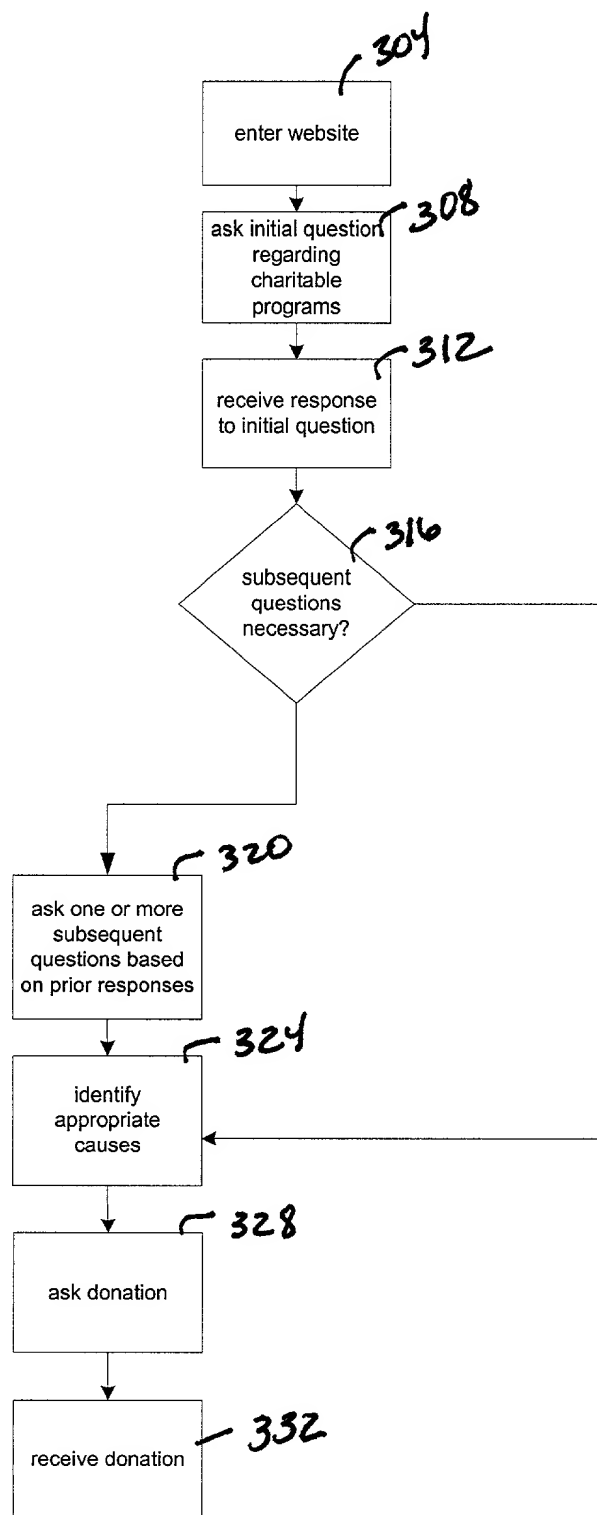 304
enter website
308
ask initial question
regarding
charitable
programs
312
receive response
to initial question
316
subsequent
questions
necessary?
320
ask one or more
subsequent
questions based
on prior responses
324
identify
appropriate
causes
328
ask donation
332
receive donation